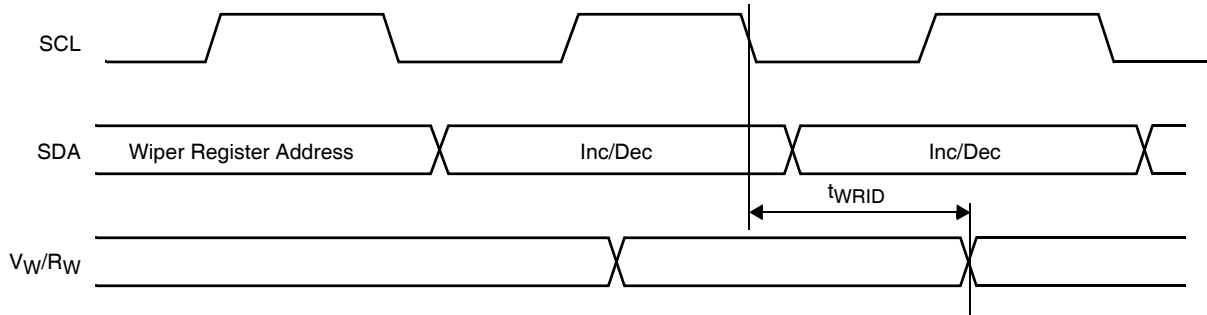 SCL
SDA Wiper Register Address Inc/Dec Inc/Dec
tWRID
VW/RW